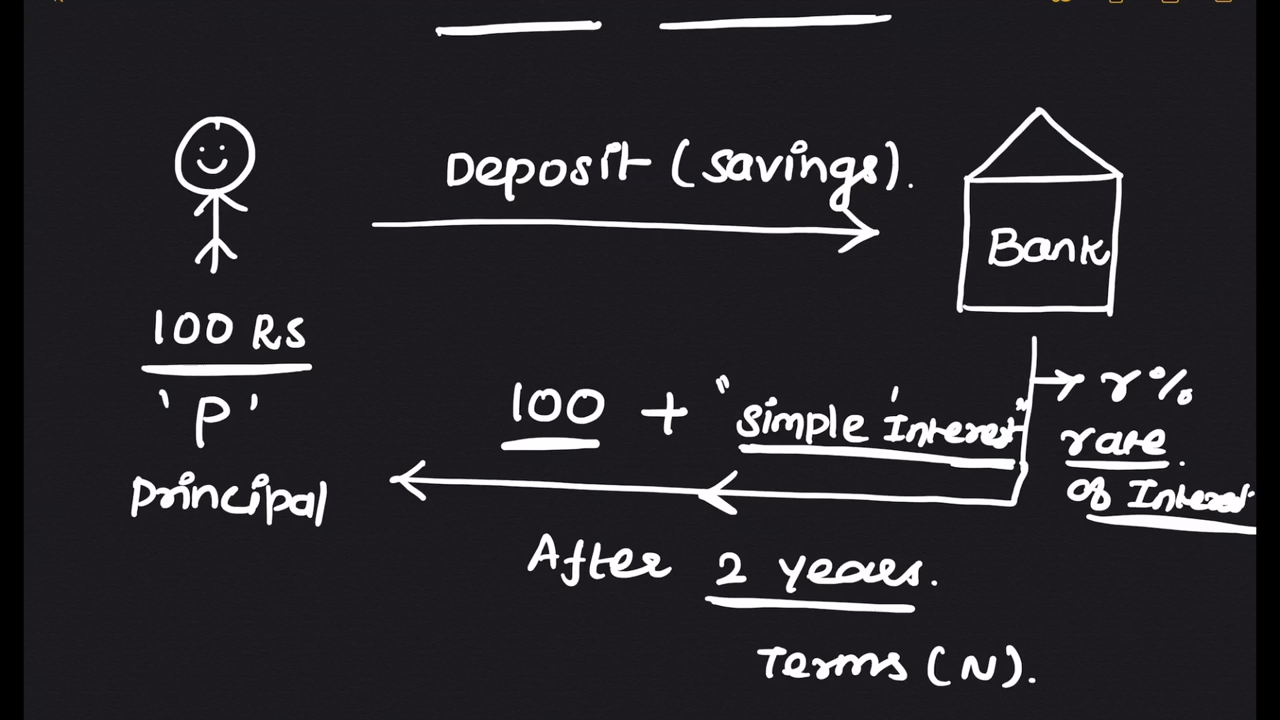 Deposit (savings).
Bank
100 RS
'P'
principal
100 + "simple Interest"
r%
rate
of Interest
After 2 years.
Terms (N).